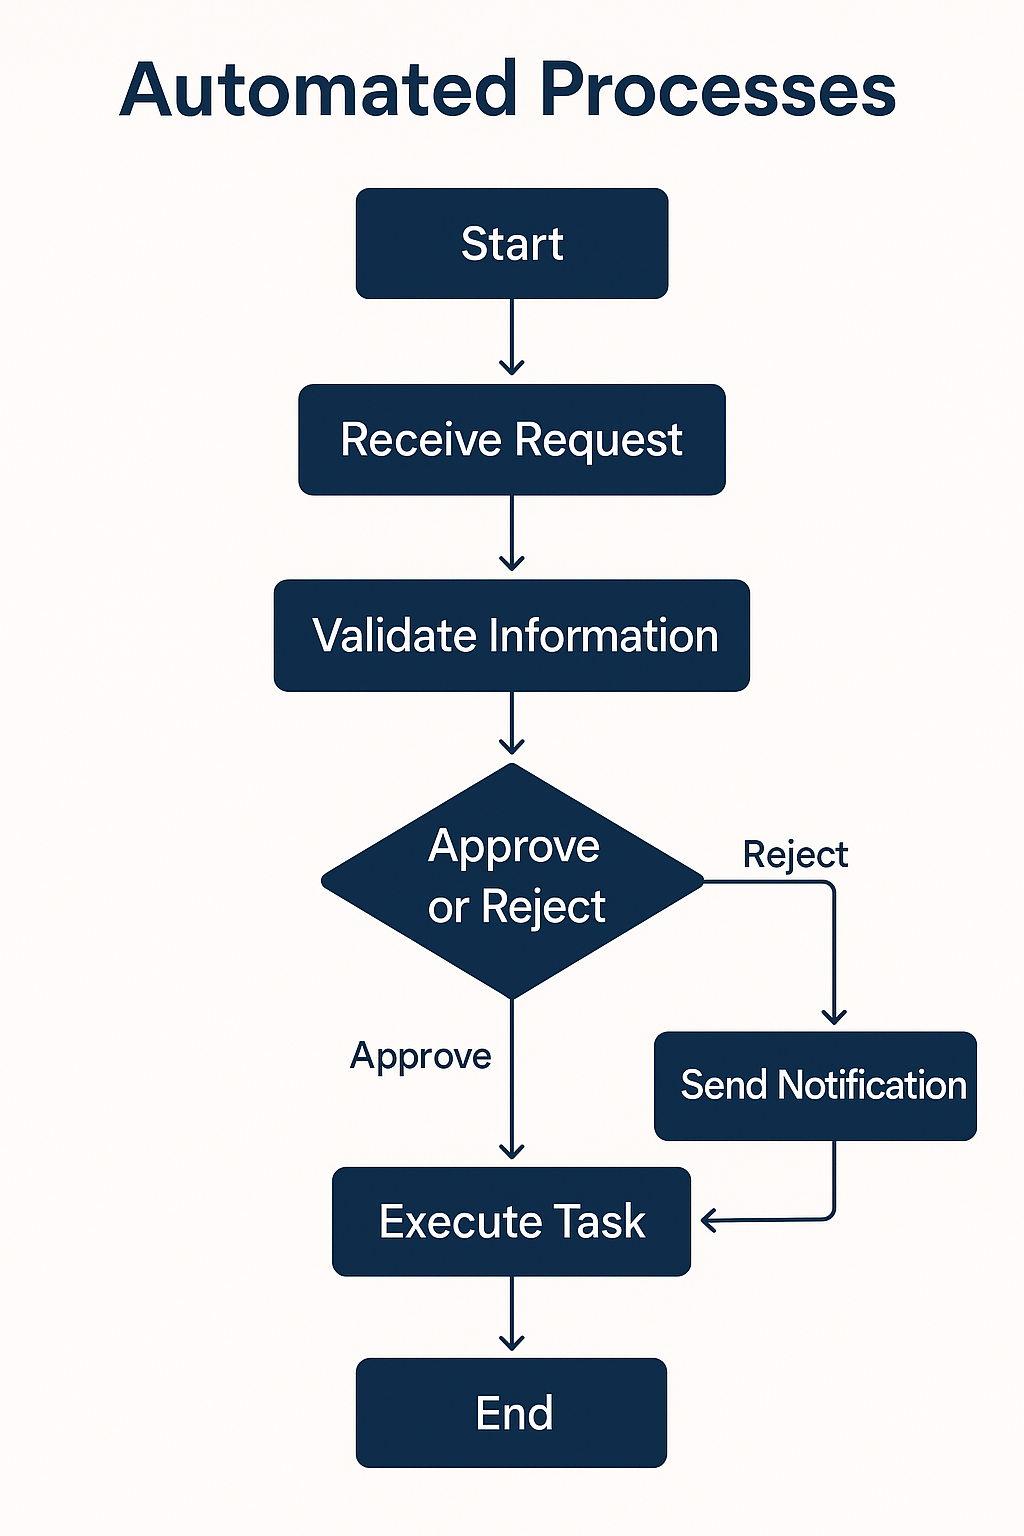 Automated Processes
Start
Receive Request
Validate Information
Approve
or Reject
Reject
Approve
Send Notification
Execute Task
End